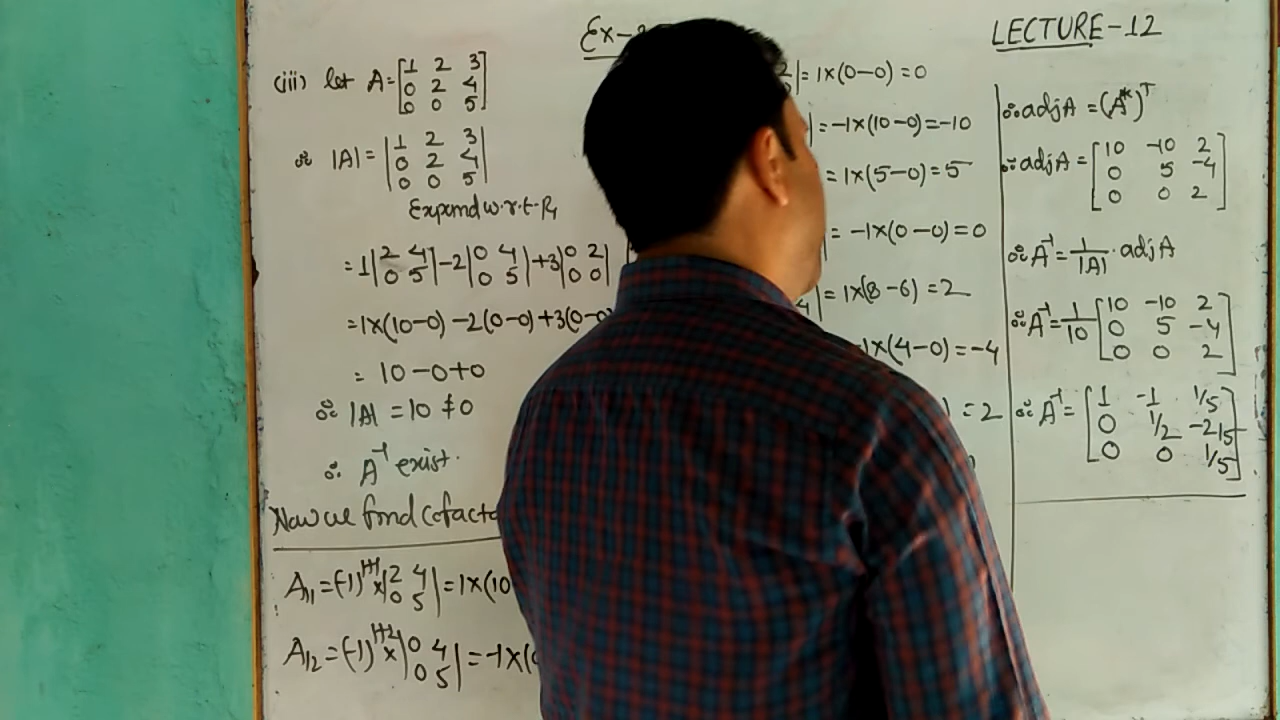 Ex-
LECTURE-12
(iii) let A = [1 2 3
0 2 4
0 0 5]
∴ |A| = |1 2 3
0 2 4
0 0 5|
Expand w.r.t. R1
= 1|2 4 0 5| - 2|0 4 0 5| + 3|0 2 0 0|
= 1×(10-0) - 2(0-0) + 3(0-0
= 10 - 0 + 0
∴ |A| = 10 ≠ 0
∴ A⁻¹ exist.
Now we find Cofacto
A11 = (-1)^1+1 × |2 4 0 5| = 1×(10
A12 = (-1)^1+2 × |0 4 0 5| = -1×(
| = 1×(0-0) = 0
| = -1×(10-0) = -10
= 1×(5-0) = 5
= -1×(0-0) = 0
4| = 1×(8-6) = 2
-1×(4-0) = -4
= 2
∴ adjA = (A*)ᵀ
∴ adjA = [10 -10 2
0 5 -4
0 0 2]
∴ A⁻¹ = 1/|A| · adjA
∴ A⁻¹ = 1/10 [10 -10 2
0 5 -4
0 0 2]
∴ A⁻¹ = [1 -1 1/5
0 1/2 -2/5
0 0 1/5]